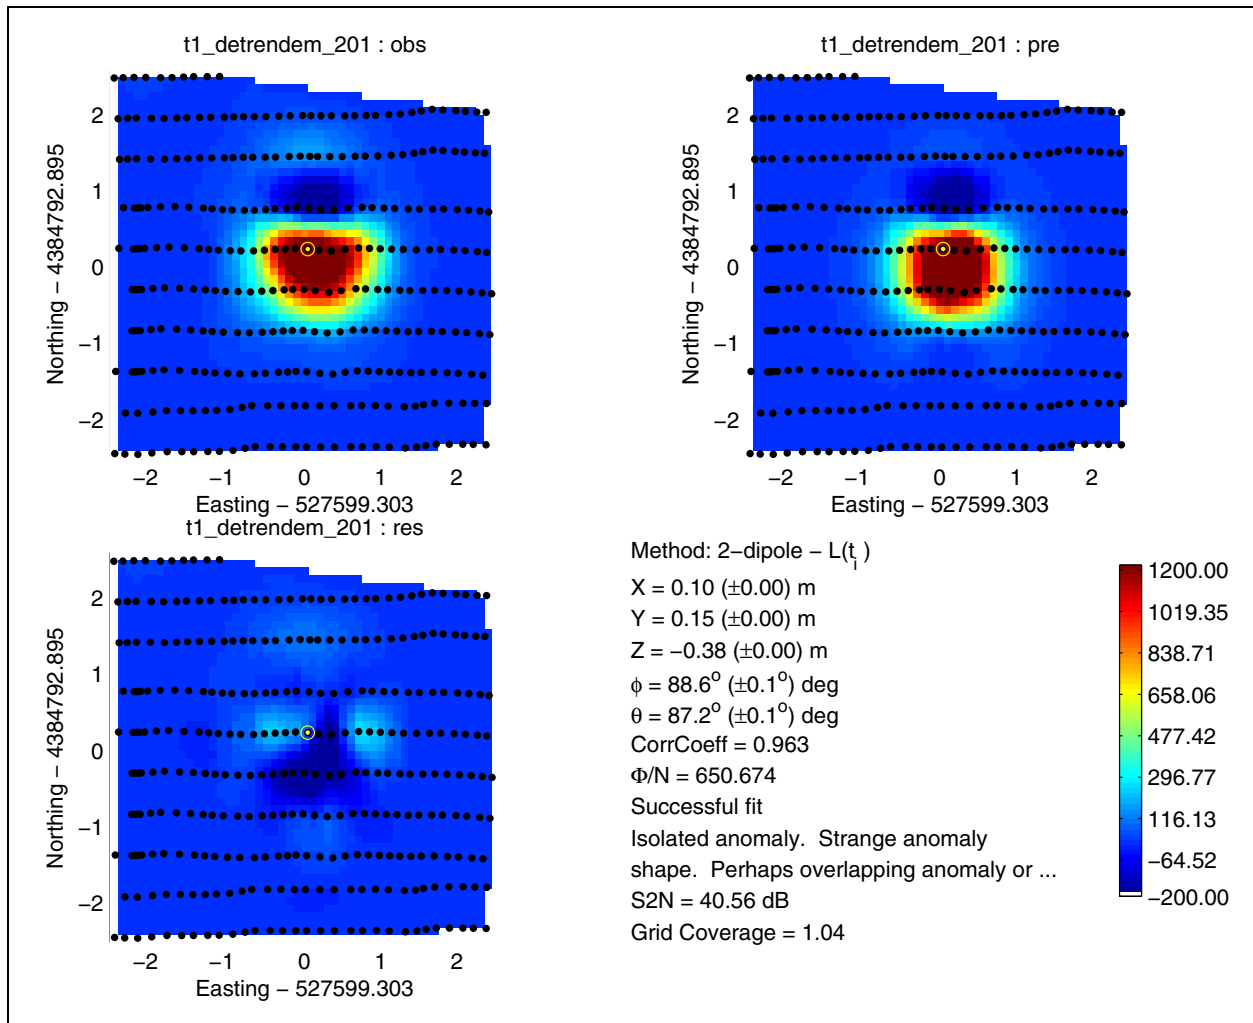 t1_detrendem_201 : obs
2
1
0
−1
−2
Northing − 4384792.895
−2 −1 0 1 2
Easting − 527599.303
t1_detrendem_201 : pre
2
1
0
−1
−2
Northing − 4384792.895
−2 −1 0 1 2
Easting − 527599.303
t1_detrendem_201 : res
2
1
0
−1
−2
Northing − 4384792.895
−2 −1 0 1 2
Easting − 527599.303
Method: 2−dipole − L(t_i)
X = 0.10 (±0.00) m
Y = 0.15 (±0.00) m
Z = −0.38 (±0.00) m
ϕ = 88.6° (±0.1°) deg
θ = 87.2° (±0.1°) deg
CorrCoeff = 0.963
Φ/N = 650.674
Successful fit
Isolated anomaly. Strange anomaly
shape. Perhaps overlapping anomaly or ...
S2N = 40.56 dB
Grid Coverage = 1.04
1200.00
1019.35
838.71
658.06
477.42
296.77
116.13
−64.52
−200.00